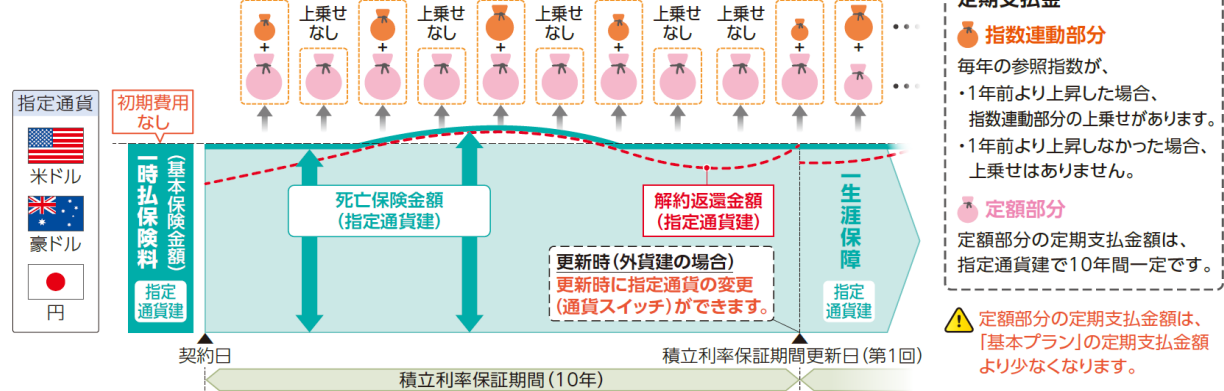 定期支払金
指数連動部分
毎年の参照指数が、
・1年前より上昇した場合、
指数連動部分の上乗せがあります。
・1年前より上昇しなかった場合、
上乗せはありません。
定額部分
定額部分の定期支払金額は、
指定通貨建で10年間一定です。
定額部分の定期支払金額は、
「基本プラン」の定期支払金額
より少なくなります。
上乗せ
なし
上乗せ
なし
上乗せ
なし
上乗せ
なし
上乗せ
なし
+
+
+
+
+
+
指定通貨
米ドル
豪ドル
円
初期費用
なし
一時払保険料
(基本保険金額)
指定
通貨建
死亡保険金額
(指定通貨建)
解約返還金額
(指定通貨建)
更新時(外貨建の場合)
更新時に指定通貨の変更
(通貨スイッチ)ができます。
一生涯保障
指定
通貨建
契約日
積立利率保証期間更新日(第1回)
積立利率保証期間(10年)